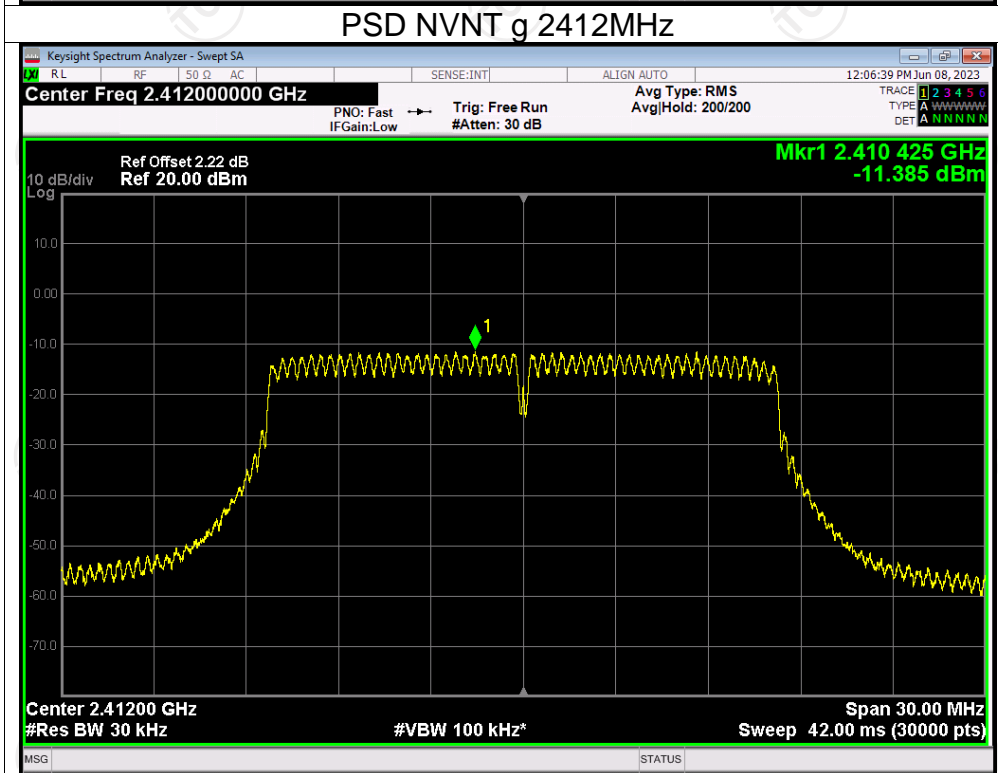 PSD NVNT g 2412MHz
Keysight Spectrum Analyzer - Swept SA
LXI RL RF 50 Ω AC SENSE:INT ALIGN AUTO 12:06:39 PM Jun 08, 2023
Center Freq 2.412000000 GHz
PNO: Fast
IFGain:Low
Trig: Free Run
#Atten: 30 dB
Avg Type: RMS
Avg|Hold: 200/200
TRACE 1 2 3 4 5 6
TYPE A WWWWW
DET A N N N N N
Mkr1 2.410 425 GHz
-11.385 dBm
Ref Offset 2.22 dB
10 dB/div Ref 20.00 dBm
Log
10.0
0.00
1
-10.0
-20.0
-30.0
-40.0
-50.0
-60.0
-70.0
Center 2.41200 GHz Span 30.00 MHz
#Res BW 30 kHz #VBW 100 kHz* Sweep 42.00 ms (30000 pts)
MSG STATUS